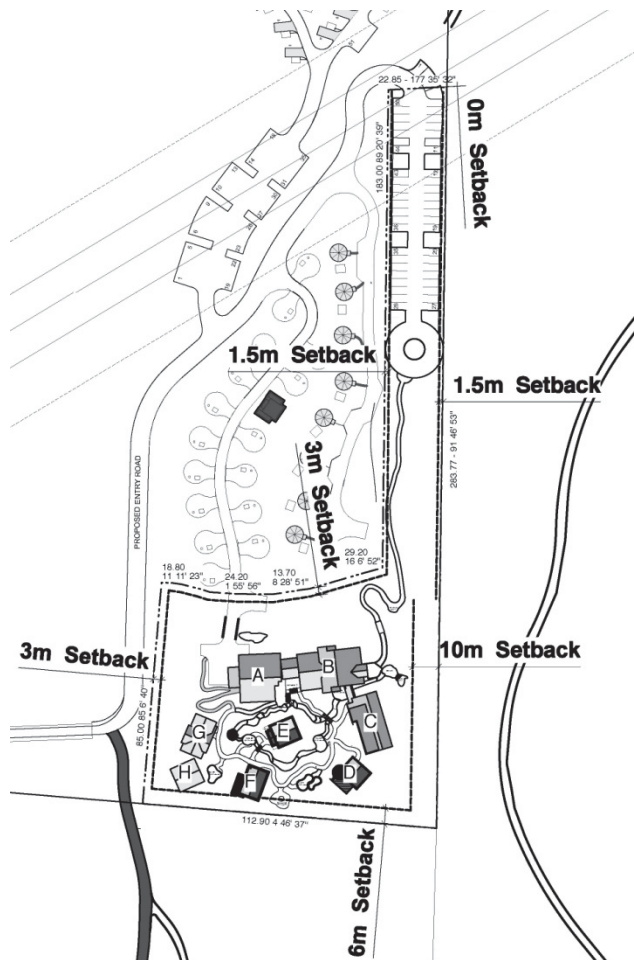 22.85 - 177 35' 32"
0m Setback
183.00 89 20' 39"
1.5m Setback
1.5m Setback
283.77 - 91 46' 53"
3m Setback
PROPOSED ENTRY ROAD
29.20
16 6' 52"
18.80
11 11' 23"
24.20
1 55' 56"
13.70
8 28' 51"
3m Setback
10m Setback
A
B
C
D
E
F
G
H
85.00 85 6' 40"
112.90 4 46' 37"
6m Setback